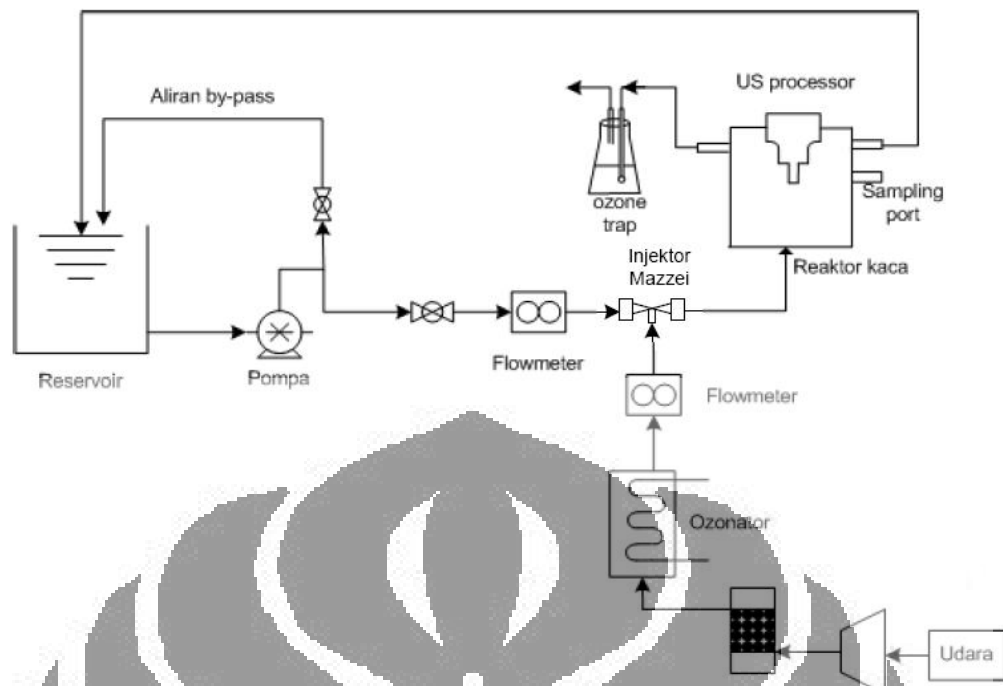 Aliran by-pass
US processor
ozone
trap
Sampling
port
Injektor
Mazzei
Reaktor kaca
Reservoir
Pompa
Flowmeter
Flowmeter
Ozonator
Udara